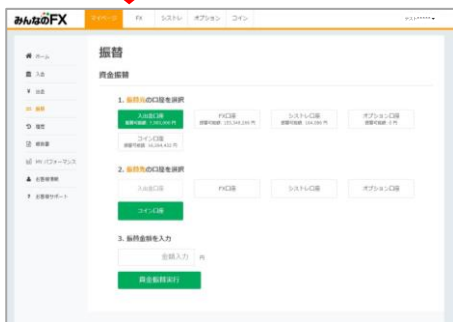 みんなのFX
マイページ FX シストレ オプション コイン
ホーム
入金
出金
振替
履歴
報告書
MY パフォーマンス
お客様情報
お客様サポート
振替
資金振替
1. 振替元の口座を選択
入出金口座
FX口座
シストレ口座
オプション口座
振替可能額 0 円
コイン口座
2. 振替先の口座を選択
入出金口座 FX口座 シストレ口座 オプション口座
コイン口座
3. 振替金額を入力
金額入力 円
資金振替実行